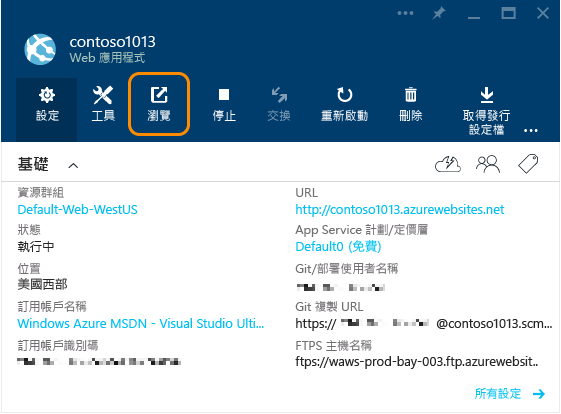 contoso1013
Web 應用程式
設定 工具 瀏覽 停止 交換 重新啟動 刪除 取得發行
設定檔
基礎
資源群組
Default-Web-WestUS
狀態
執行中
位置
美國西部
訂用帳戶名稱
Windows Azure MSDN - Visual Studio Ulti...
訂用帳戶識別碼
URL
http://contoso1013.azurewebsites.net
App Service 計劃/定價層
Default0 (免費)
Git/部署使用者名稱
Git 複製 URL
https:// @contoso1013.scm...
FTPS 主機名稱
ftps://waws-prod-bay-003.ftp.azurewebsit..
所有設定